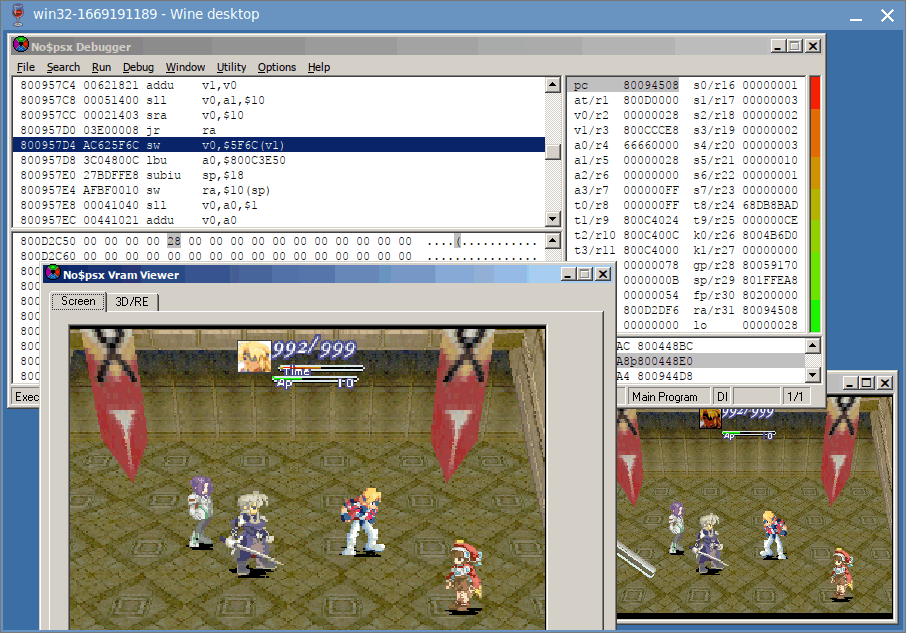 win32-1669191189 - Wine desktop
No$psx Debugger
File Search Run Debug Window Utility Options Help
800957C4 00621821 addu v1,v0
800957C8 00051400 sll v0,a1,$10
800957CC 00021403 sra v0,$10
800957D0 03E00008 jr ra
800957D4 AC625F6C sw v0,$5F6C(v1)
800957D8 3C04800C lbu a0,$800C3E50
800957E0 27BDFFE8 subiu sp,$18
800957E4 AFBF0010 sw ra,$10(sp)
800957E8 00041040 sll v0,a0,$1
800957EC 00441021 addu v0,a0
pc 80094508 s0/r16 00000001
at/r1 800D0000 s1/r17 00000003
v0/r2 00000028 s2/r18 00000002
v1/r3 800CCCE8 s3/r19 00000002
a0/r4 66660000 s4/r20 00000003
a1/r5 00000028 s5/r21 00000010
a2/r6 00000000 s6/r22 00000001
a3/r7 000000FF s7/r23 00000000
t0/r8 000000FF t8/r24 68DB8BAD
t1/r9 800C4024 t9/r25 000000CE
t2/r10 800C400C k0/r26 8004B6D0
t3/r11 800C4000 k1/r27 00000000
00000078 gp/r28 80059170
0000000B sp/r29 801FFEA8
00000054 fp/r30 80200000
800D2DF6 ra/r31 80094508
00000000 lo 00000028
800D2C50 00 00 00 00 28 00 00 00 00 00 00 00 00 00 00 00 ....(...........
800D2C60 00 00 00 00 00 00 00 00 00 00 00 00 00 00 00 00 ................
AC 800448BC
A8þ800448E0
A4 800944D8
Exec
Main Program DI 1/1
No$psx Vram Viewer
Screen 3D/RE
992/999
Time
Ap 10
992/999
Ap